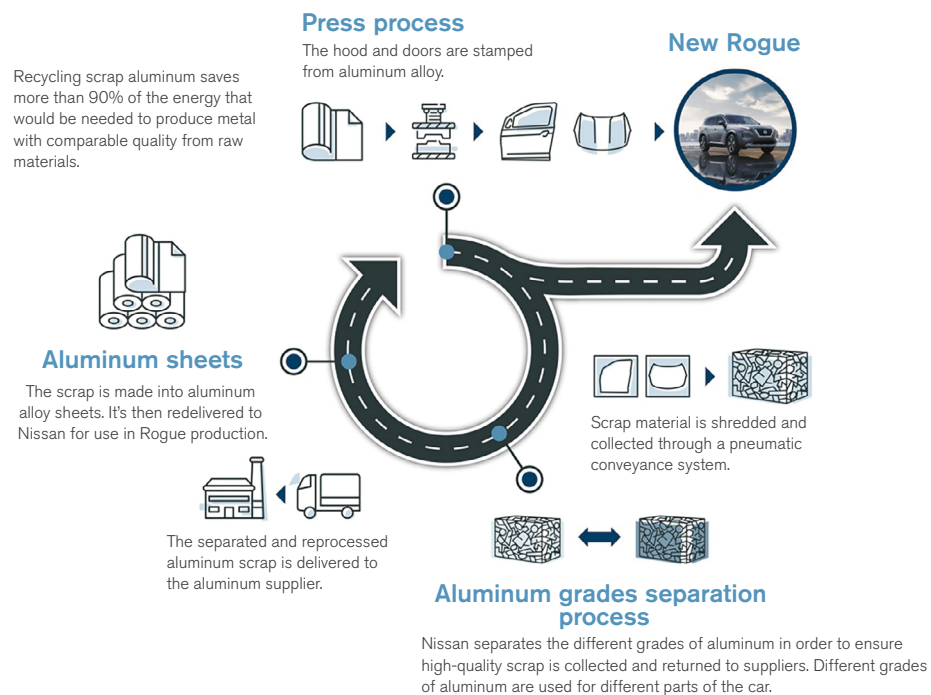 Press process
The hood and doors are stamped
from aluminum alloy.
New Rogue
Recycling scrap aluminum saves
more than 90% of the energy that
would be needed to produce metal
with comparable quality from raw
materials.
Aluminum sheets
The scrap is made into aluminum
alloy sheets. It’s then redelivered to
Nissan for use in Rogue production.
Scrap material is shredded and
collected through a pneumatic
conveyance system.
The separated and reprocessed
aluminum scrap is delivered to
the aluminum supplier.
Aluminum grades separation
process
Nissan separates the different grades of aluminum in order to ensure
high-quality scrap is collected and returned to suppliers. Different grades
of aluminum are used for different parts of the car.